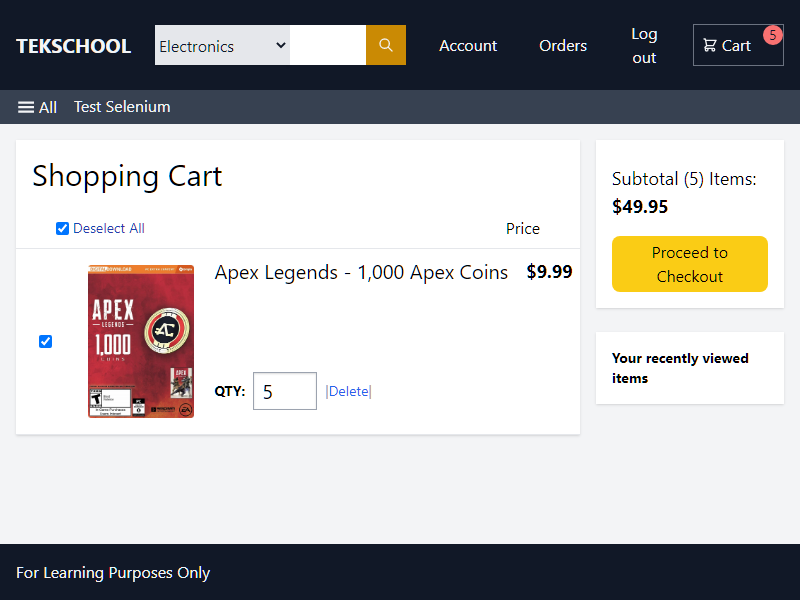 TEKSCHOOL
Electronics
Account
Orders
Log
out
Cart
5
All
Test Selenium
Shopping Cart
Deselect All
Price
Apex Legends - 1,000 Apex Coins
$9.99
APEX
LEGENDS
1,000
COINS
QTY:
5
|Delete|
Subtotal (5) Items:
$49.95
Proceed to
Checkout
Your recently viewed
items
For Learning Purposes Only